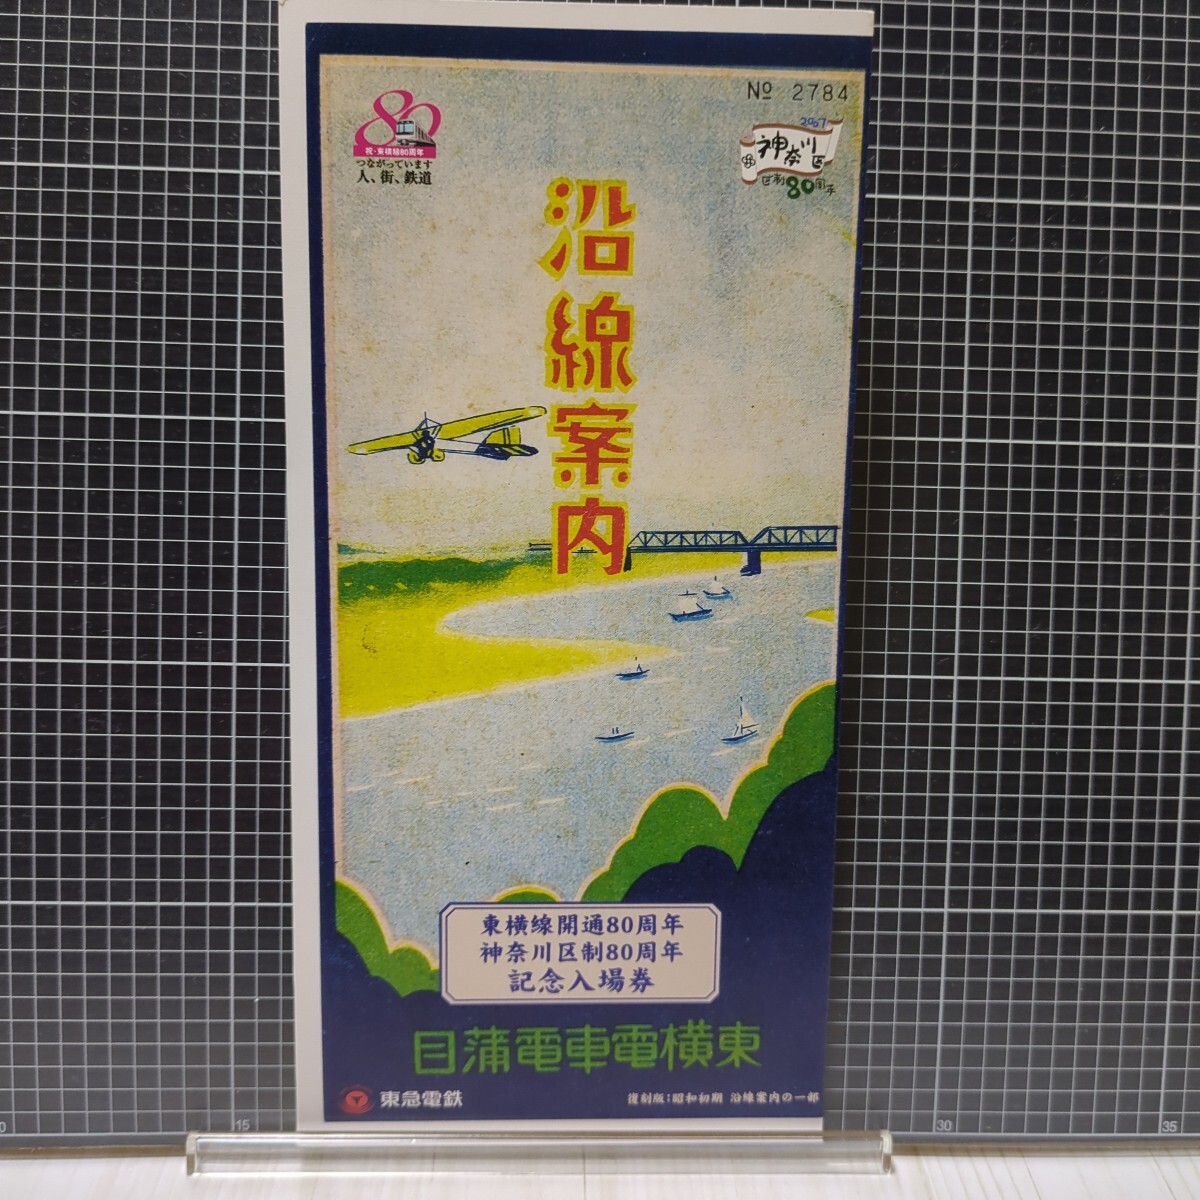 № 2784
80
祝・東横線80周年
つながっています
人、街、鉄道
2007
神奈川区
区制80周年
沿線案内
東横線開通80周年
神奈川区制80周年
記念入場券
目蒲電車電横東
東急電鉄
復刻版：昭和初期 沿線案内の一部
0
15
30
35